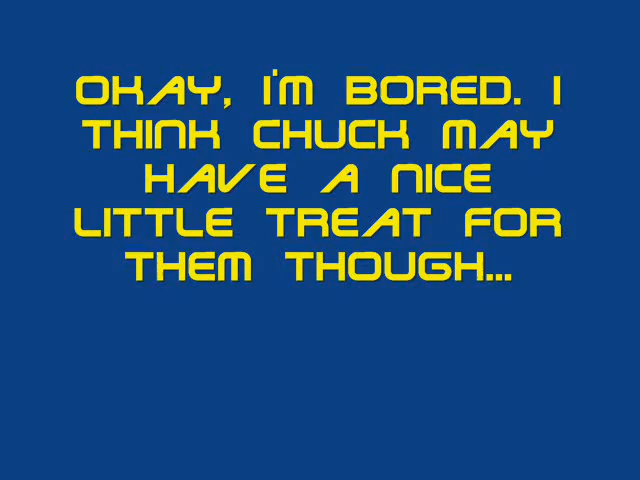 OKAY, I'M BORED. I
THINK CHUCK MAY
HAVE A NICE
LITTLE TREAT FOR
THEM THOUGH...